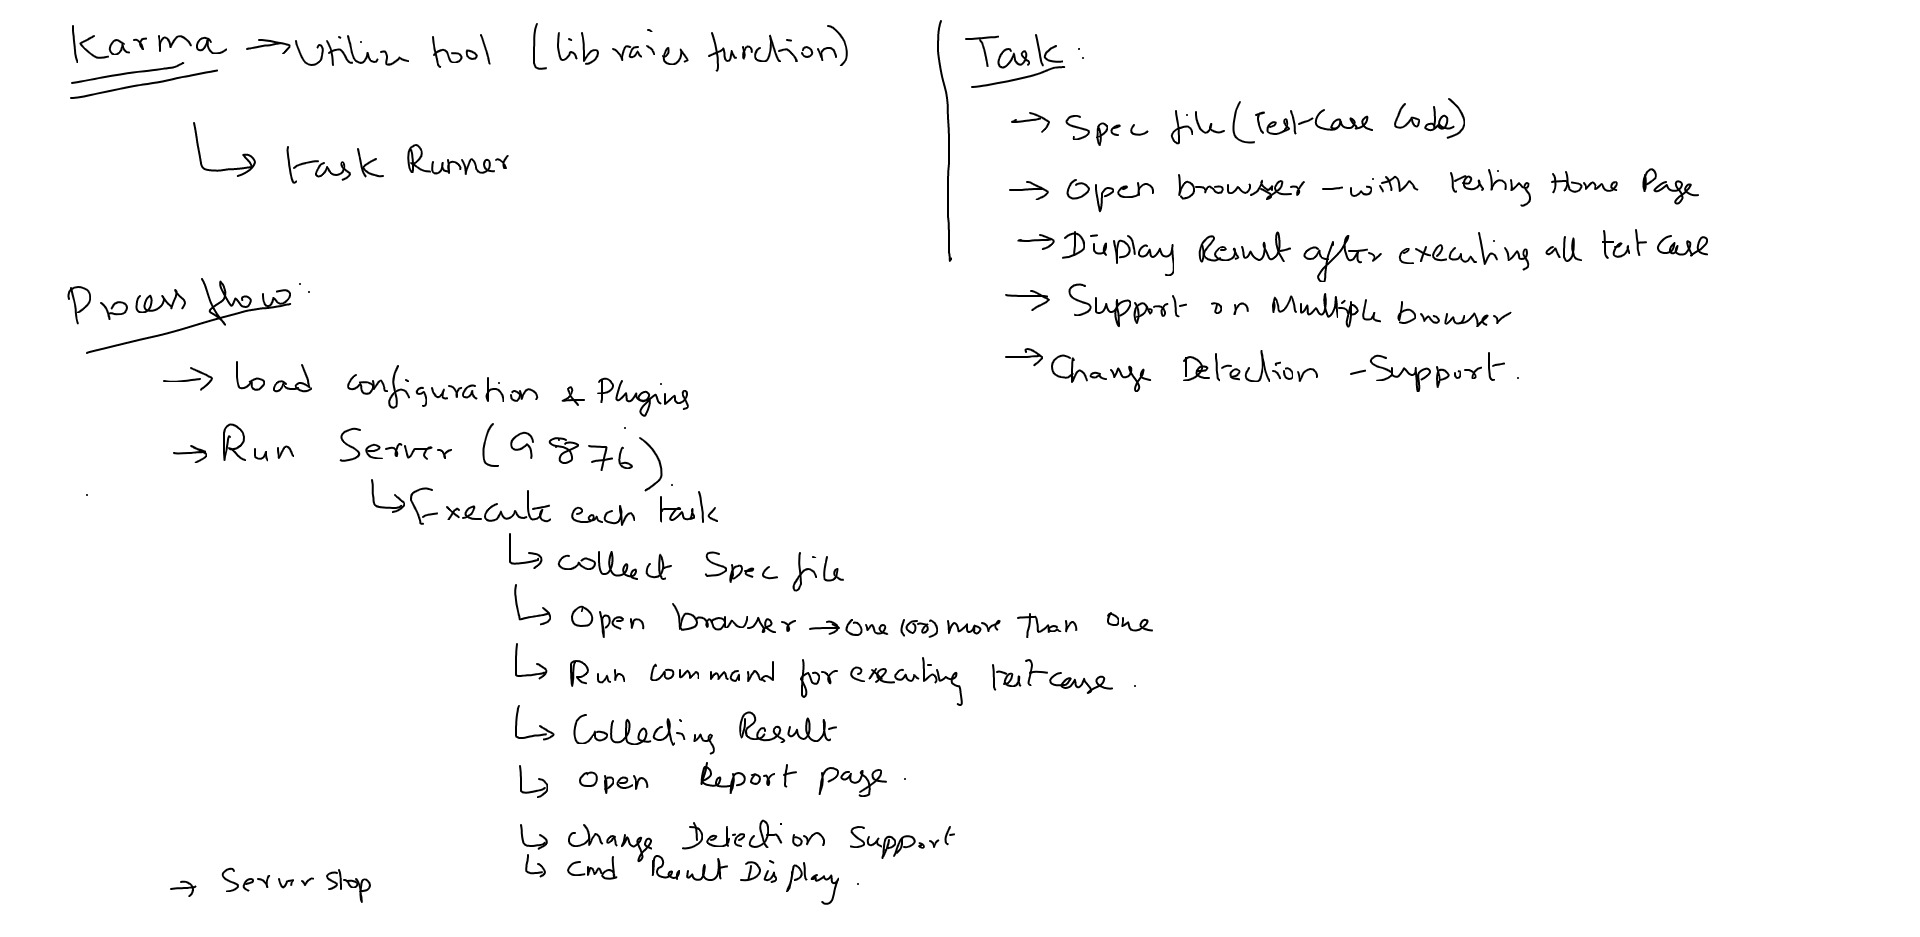 Karma → Utilize tool (libraries function)
↳ task Runner
Task:
→ Spec file (Test-Case Code)
→ Open browser - with testing Home Page
→ Display Result after executing all test case
→ Support on Multiple browser
→ Change Detection - Support.
Process flow:
→ Load configuration & Plugins
→ Run Server (9876)
↳ Execute each task
↳ collect Spec file
↳ Open browser → One (or) more Than one
↳ Run command for executing test case.
↳ Collecting Result
↳ open Report page.
↳ Change Detection Support
↳ Cmd Result Display.
→ Server stop